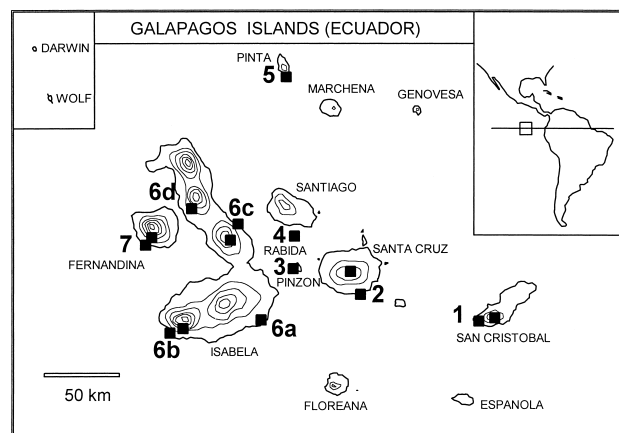 GALAPAGOS ISLANDS (ECUADOR)
DARWIN
WOLF
PINTA
5
MARCHENA
GENOVESA
6d
6c
SANTIAGO
4
RABIDA
SANTA CRUZ
7
FERNANDINA
3
PINZON
2
1
SAN CRISTOBAL
6a
6b
ISABELA
50 km
FLOREANA
ESPANOLA